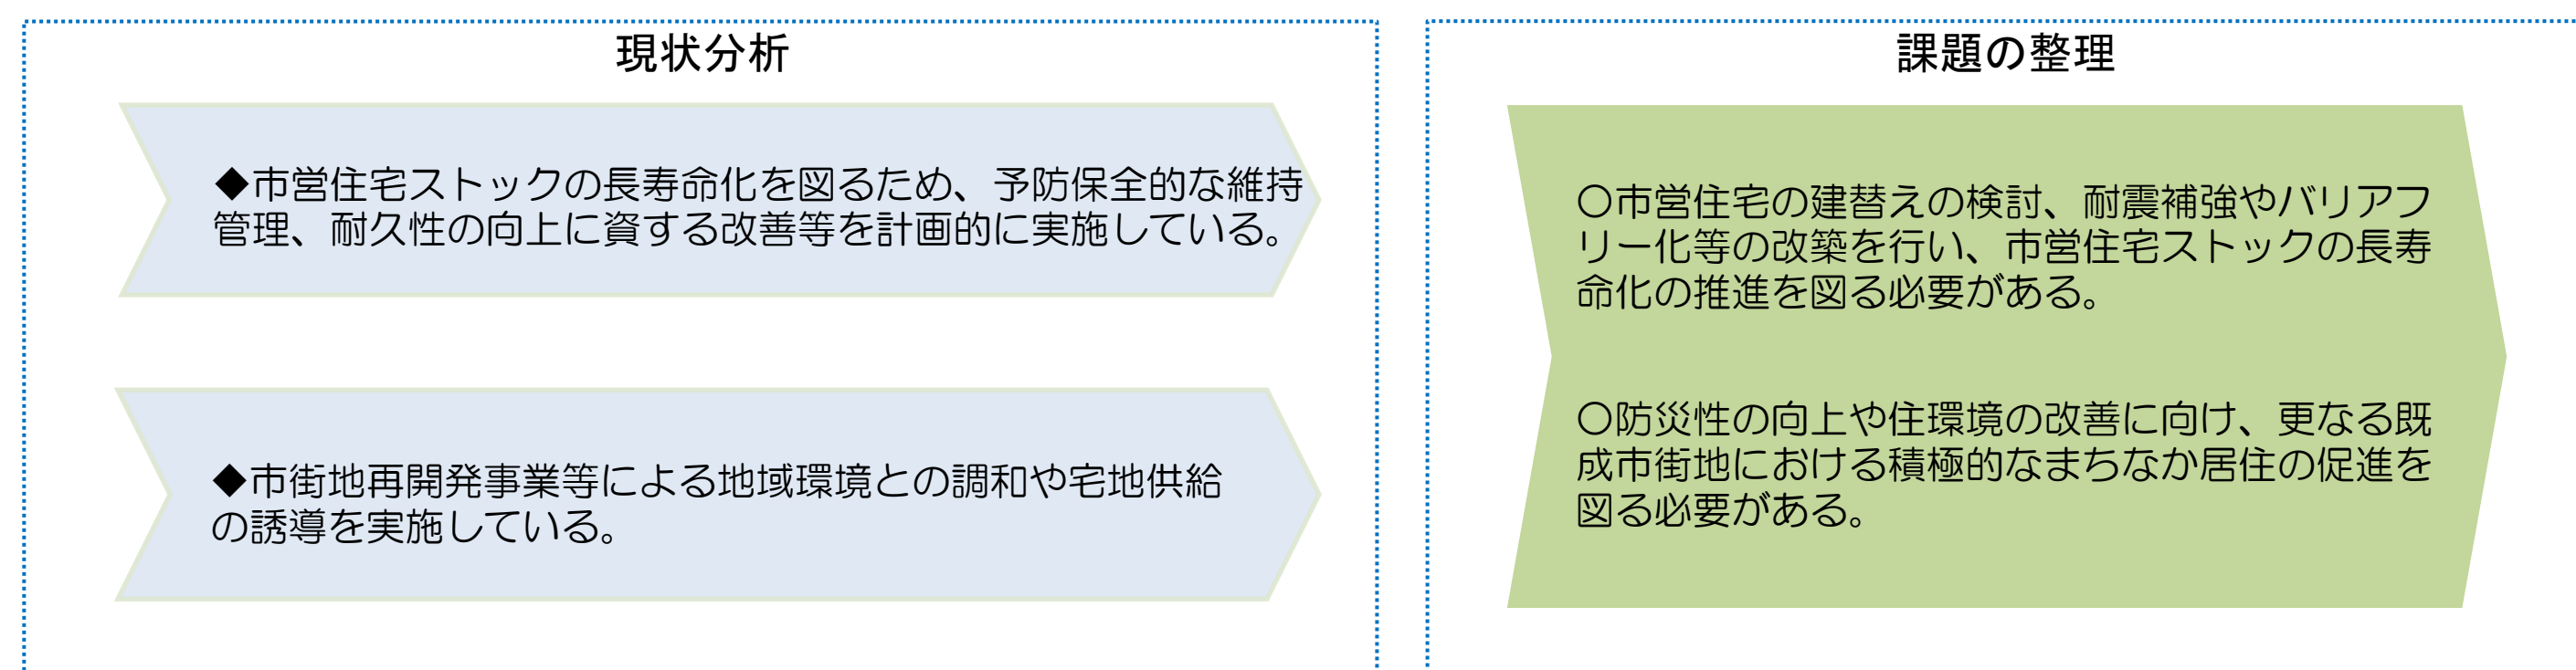 現状分析
◆市営住宅ストックの長寿命化を図るため、予防保全的な維持
管理、耐久性の向上に資する改善等を計画的に実施している。
◆市街地再開発事業等による地域環境との調和や宅地供給
の誘導を実施している。
課題の整理
○市営住宅の建替えの検討、耐震補強やバリアフ
リー化等の改築を行い、市営住宅ストックの長寿
命化の推進を図る必要がある。
○防災性の向上や住環境の改善に向け、更なる既
成市街地における積極的なまちなか居住の促進を
図る必要がある。